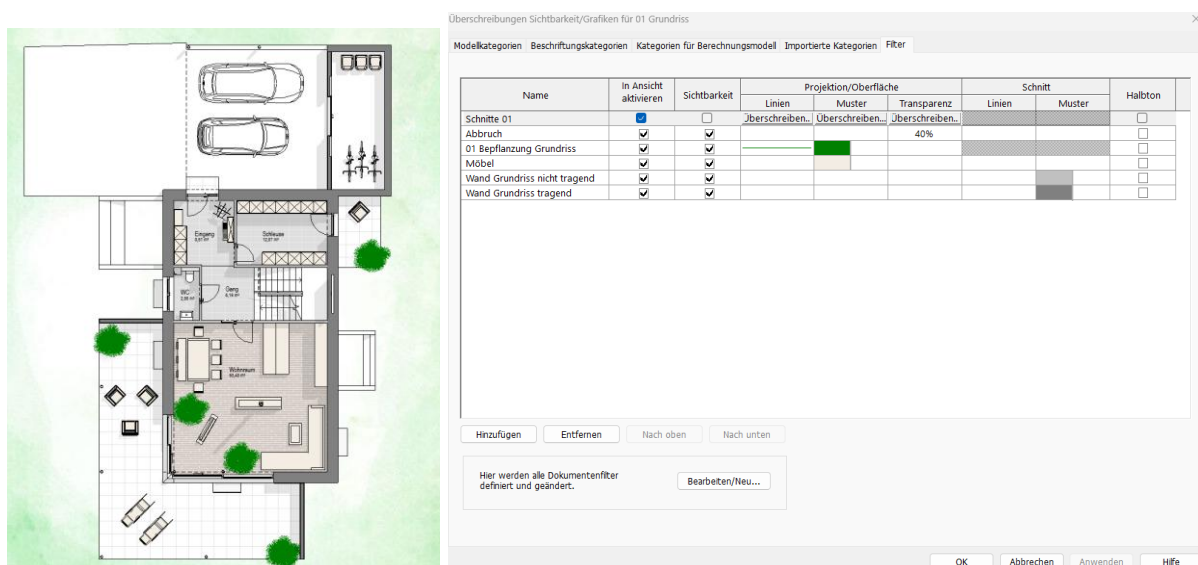 Überschreibungen Sichtbarkeit/Grafiken für 01 Grundriss
Modellkategorien Beschriftungskategorien Kategorien für Berechnungsmodell Importierte Kategorien Filter
Name In Ansicht aktivieren Sichtbarkeit Projektion/Oberfläche Schnitt Halbton
Linien Muster Transparenz Linien Muster
Schnitte 01 Überschreiben.. Überschreiben... Überschreiben..
Abbruch 40%
01 Bepflanzung Grundriss
Möbel
Wand Grundriss nicht tragend
Wand Grundriss tragend
Hinzufügen Entfernen Nach oben Nach unten
Hier werden alle Dokumentenfilter
definiert und geändert.
Bearbeiten/Neu...
OK Abbrechen Anwenden Hilfe
Eingang
Schleuse
WC
Gang
Wohnraum